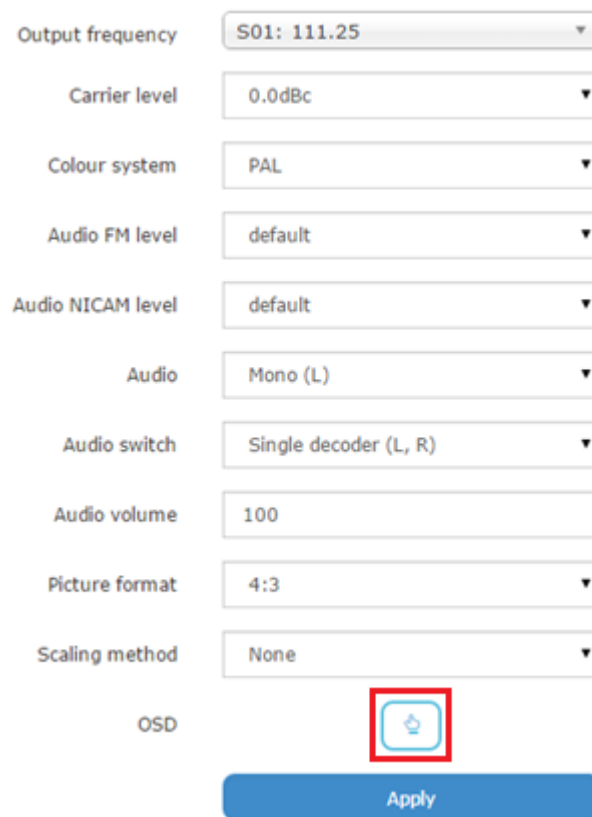 Output frequency S01: 111.25
Carrier level 0.0dBc
Colour system PAL
Audio FM level default
Audio NICAM level default
Audio Mono (L)
Audio switch Single decoder (L, R)
Audio volume 100
Picture format 4:3
Scaling method None
OSD
Apply